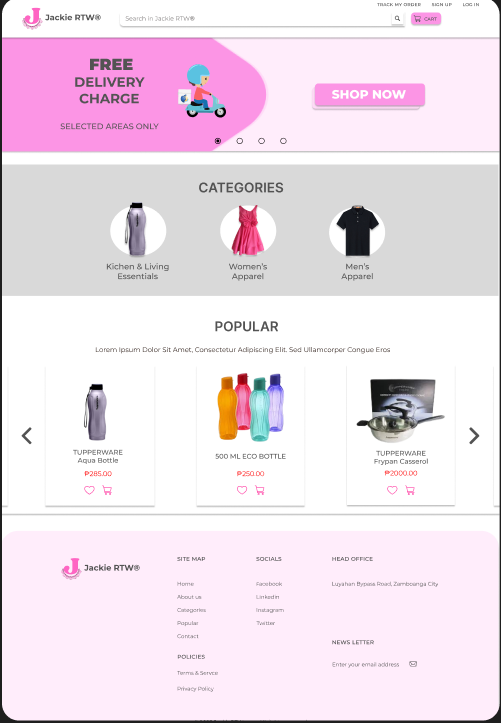 TRACK MY ORDER SIGN UP LOG IN
J Jackie RTW®
Search in Jackie RTW®
CART
FREE
DELIVERY
CHARGE
SELECTED AREAS ONLY
SHOP NOW
CATEGORIES
Kichen & Living
Essentials
Women's
Apparel
Men's
Apparel
POPULAR
Lorem Ipsum Dolor Sit Amet, Consectetur Adipiscing Elit. Sed Ullamcorper Congue Eros
TUPPERWARE
Aqua Bottle
₱285.00
500 ML ECO BOTTLE
₱250.00
TUPPERWARE
Frypan Casserol
₱2000.00
J Jackie RTW®
SITE MAP
Home
About us
Categories
Popular
Contact
POLICIES
Terms & Servce
Privacy Policy
SOCIALS
Facebook
Linkedin
Instagram
Twitter
HEAD OFFICE
Luyahan Bypass Road, Zamboanga City
NEWS LETTER
Enter your email address